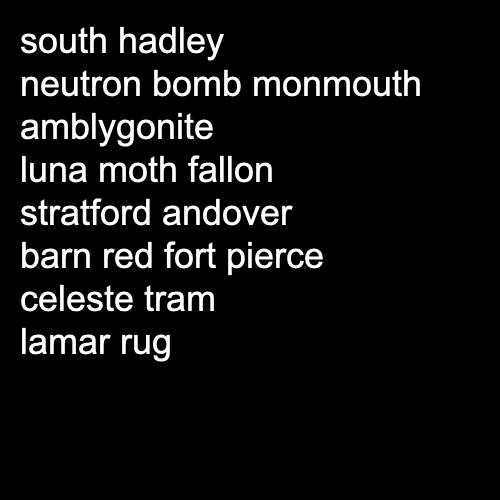 south hadley
neutron bomb monmouth
amblygonite
luna moth fallon
stratford andover
barn red fort pierce
celeste tram
lamar rug